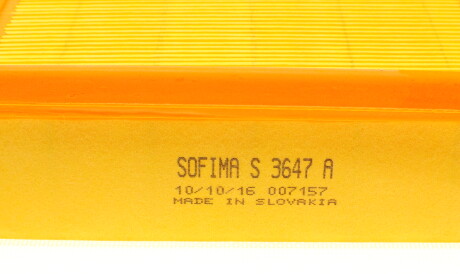 SOFIMA S 3647 A
10/10/16 007157
MADE IN SLOVAKIA